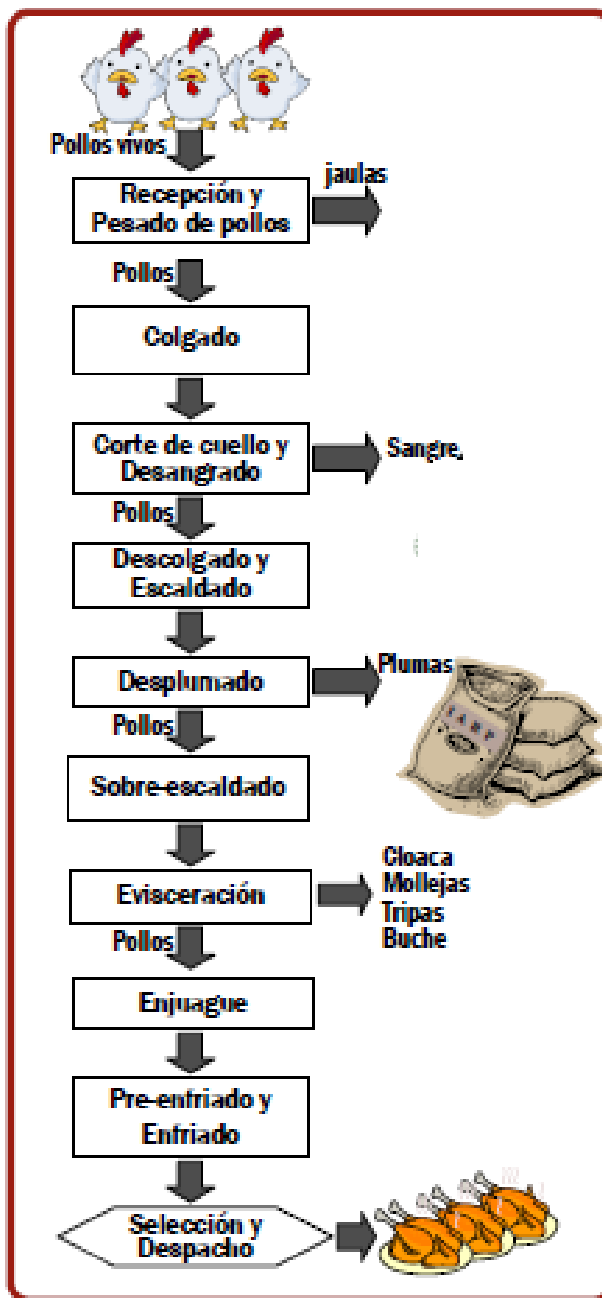 Pollos vivos
jaulas
Recepción y
Pesado de pollos
Pollos
Colgado
Corte de cuello y
Desangrado
Sangre.
Pollos
Descolgado y
Escaldado
Desplumado
Plumas
Pollos
Sobre-escaldado
Evisceración
Cloaca
Mollejas
Tripas
Buche
Pollos
Enjuague
Pre-enfriado y
Enfriado
Selección y
Despacho